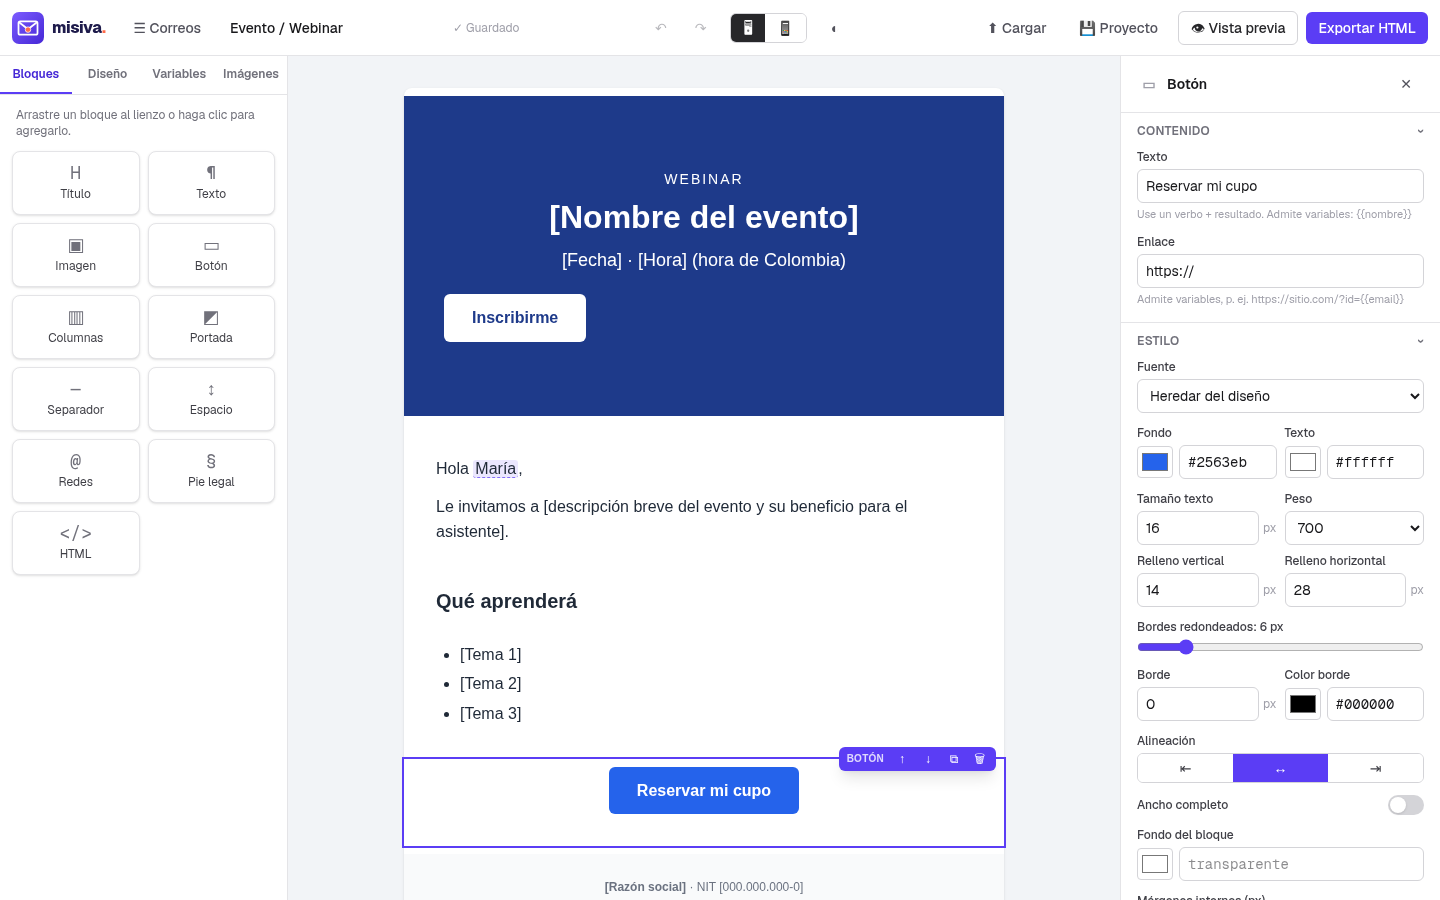 misiva.
☰ Correos
Evento / Webinar
✓ Guardado
⬆ Cargar
💾 Proyecto
👁 Vista previa
Exportar HTML
Bloques
Diseño
Variables
Imágenes
Arrastre un bloque al lienzo o haga clic para
agregarlo.
H
Título
¶
Texto
Imagen
Botón
Columnas
Portada
Separador
Espacio
@
Redes
§
Pie legal
</>
HTML
WEBINAR
[Nombre del evento]
[Fecha] · [Hora] (hora de Colombia)
Inscribirme
Hola María,
Le invitamos a [descripción breve del evento y su beneficio para el
asistente].
Qué aprenderá
• [Tema 1]
• [Tema 2]
• [Tema 3]
BOTÓN ↑ ↓
Reservar mi cupo
[Razón social] · NIT [000.000.000-0]
Botón
✕
CONTENIDO
Texto
Reservar mi cupo
Use un verbo + resultado. Admite variables: {{nombre}}
Enlace
https://
Admite variables, p. ej. https://sitio.com/?id={{email}}
ESTILO
Fuente
Heredar del diseño
Fondo
Texto
#2563eb
#ffffff
Tamaño texto
Peso
16 px
700
Relleno vertical
Relleno horizontal
14 px
28 px
Bordes redondeados: 6 px
Borde
Color borde
0 px
#000000
Alineación
Ancho completo
Fondo del bloque
transparente
Márgenes internos (px)